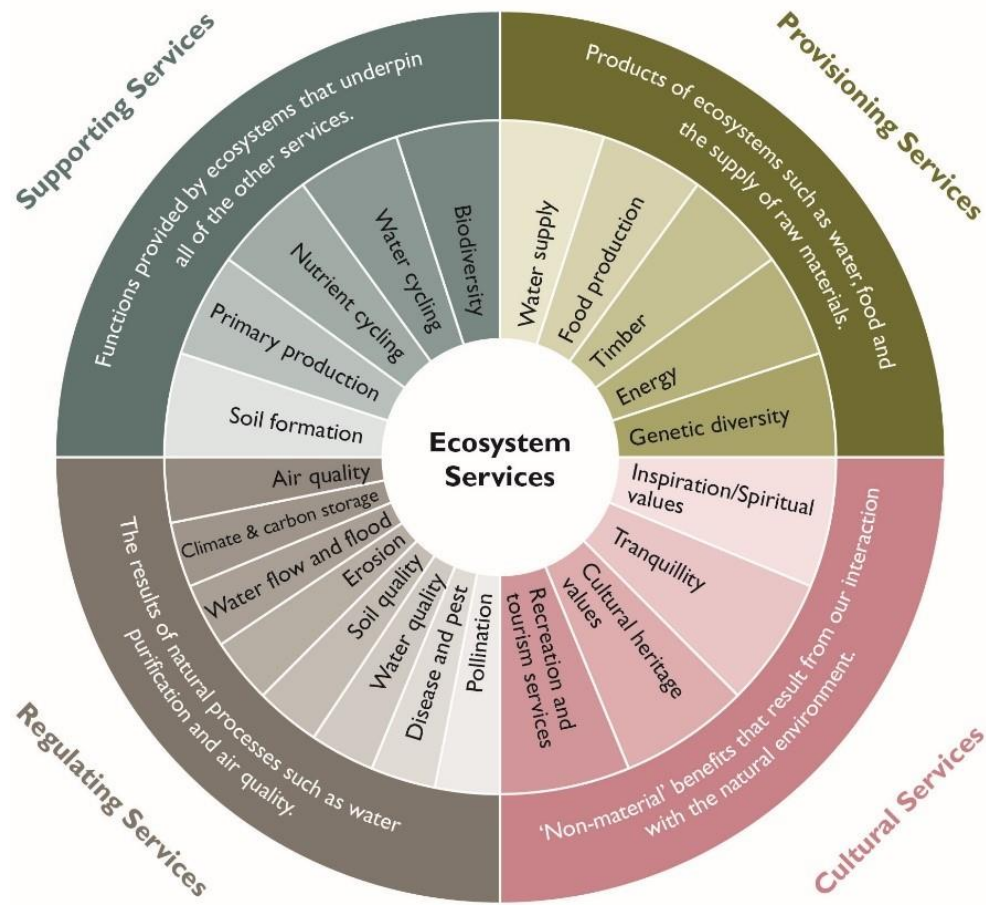 Ecosystem
Services
Supporting Services
Functions provided by ecosystems that underpin
all of the other services.
Soil formation
Primary production
Nutrient cycling
Water cycling
Biodiversity
Provisioning Services
Products of ecosystems such as water, food and
the supply of raw materials.
Water supply
Food production
Timber
Energy
Genetic diversity
Cultural Services
‘Non-material’ benefits that result from our interaction
with the natural environment.
Inspiration/Spiritual
values
Tranquillity
Cultural heritage
values
Recreation and
tourism services
Regulating Services
The results of natural processes such as water
purification and air quality.
Pollination
Disease and pest
Water quality
Soil quality
Erosion
Water flow and flood
Climate & carbon storage
Air quality